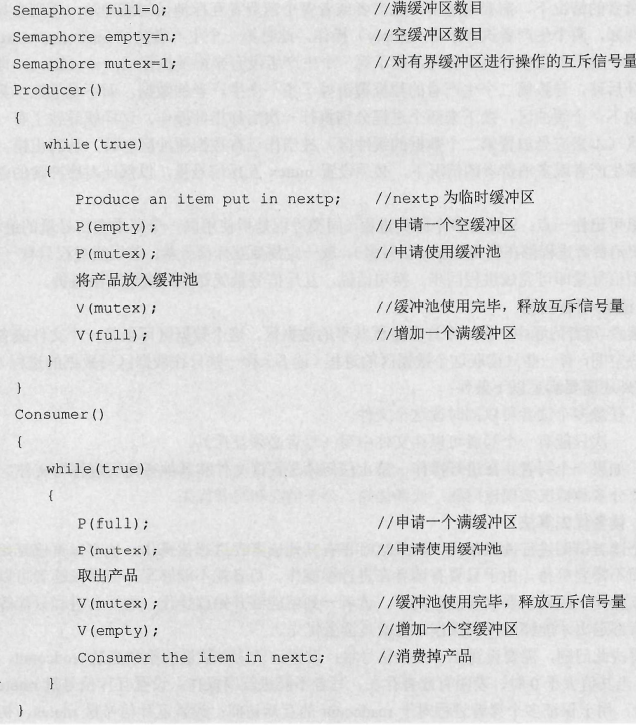 Semaphore full=0; //满缓冲区数目
Semaphore empty=n; //空缓冲区数目
Semaphore mutex=1; //对有界缓冲区进行操作的互斥信号量
Producer()
{
while(true)
{
Produce an item put in nextp; //nextp为临时缓冲区
P(empty); //申请一个空缓冲区
P(mutex); //申请使用缓冲池
将产品放入缓冲池
V(mutex); //缓冲池使用完毕，释放互斥信号量
V(full); //增加一个满缓冲区
}
}
Consumer()
{
while(true)
{
P(full); //申请一个满缓冲区
P(mutex); //申请使用缓冲池
取出产品
V(mutex); //缓冲池使用完毕，释放互斥信号量
V(empty); //增加一个空缓冲区
Consume the item in nextc; //消费掉产品
}
}